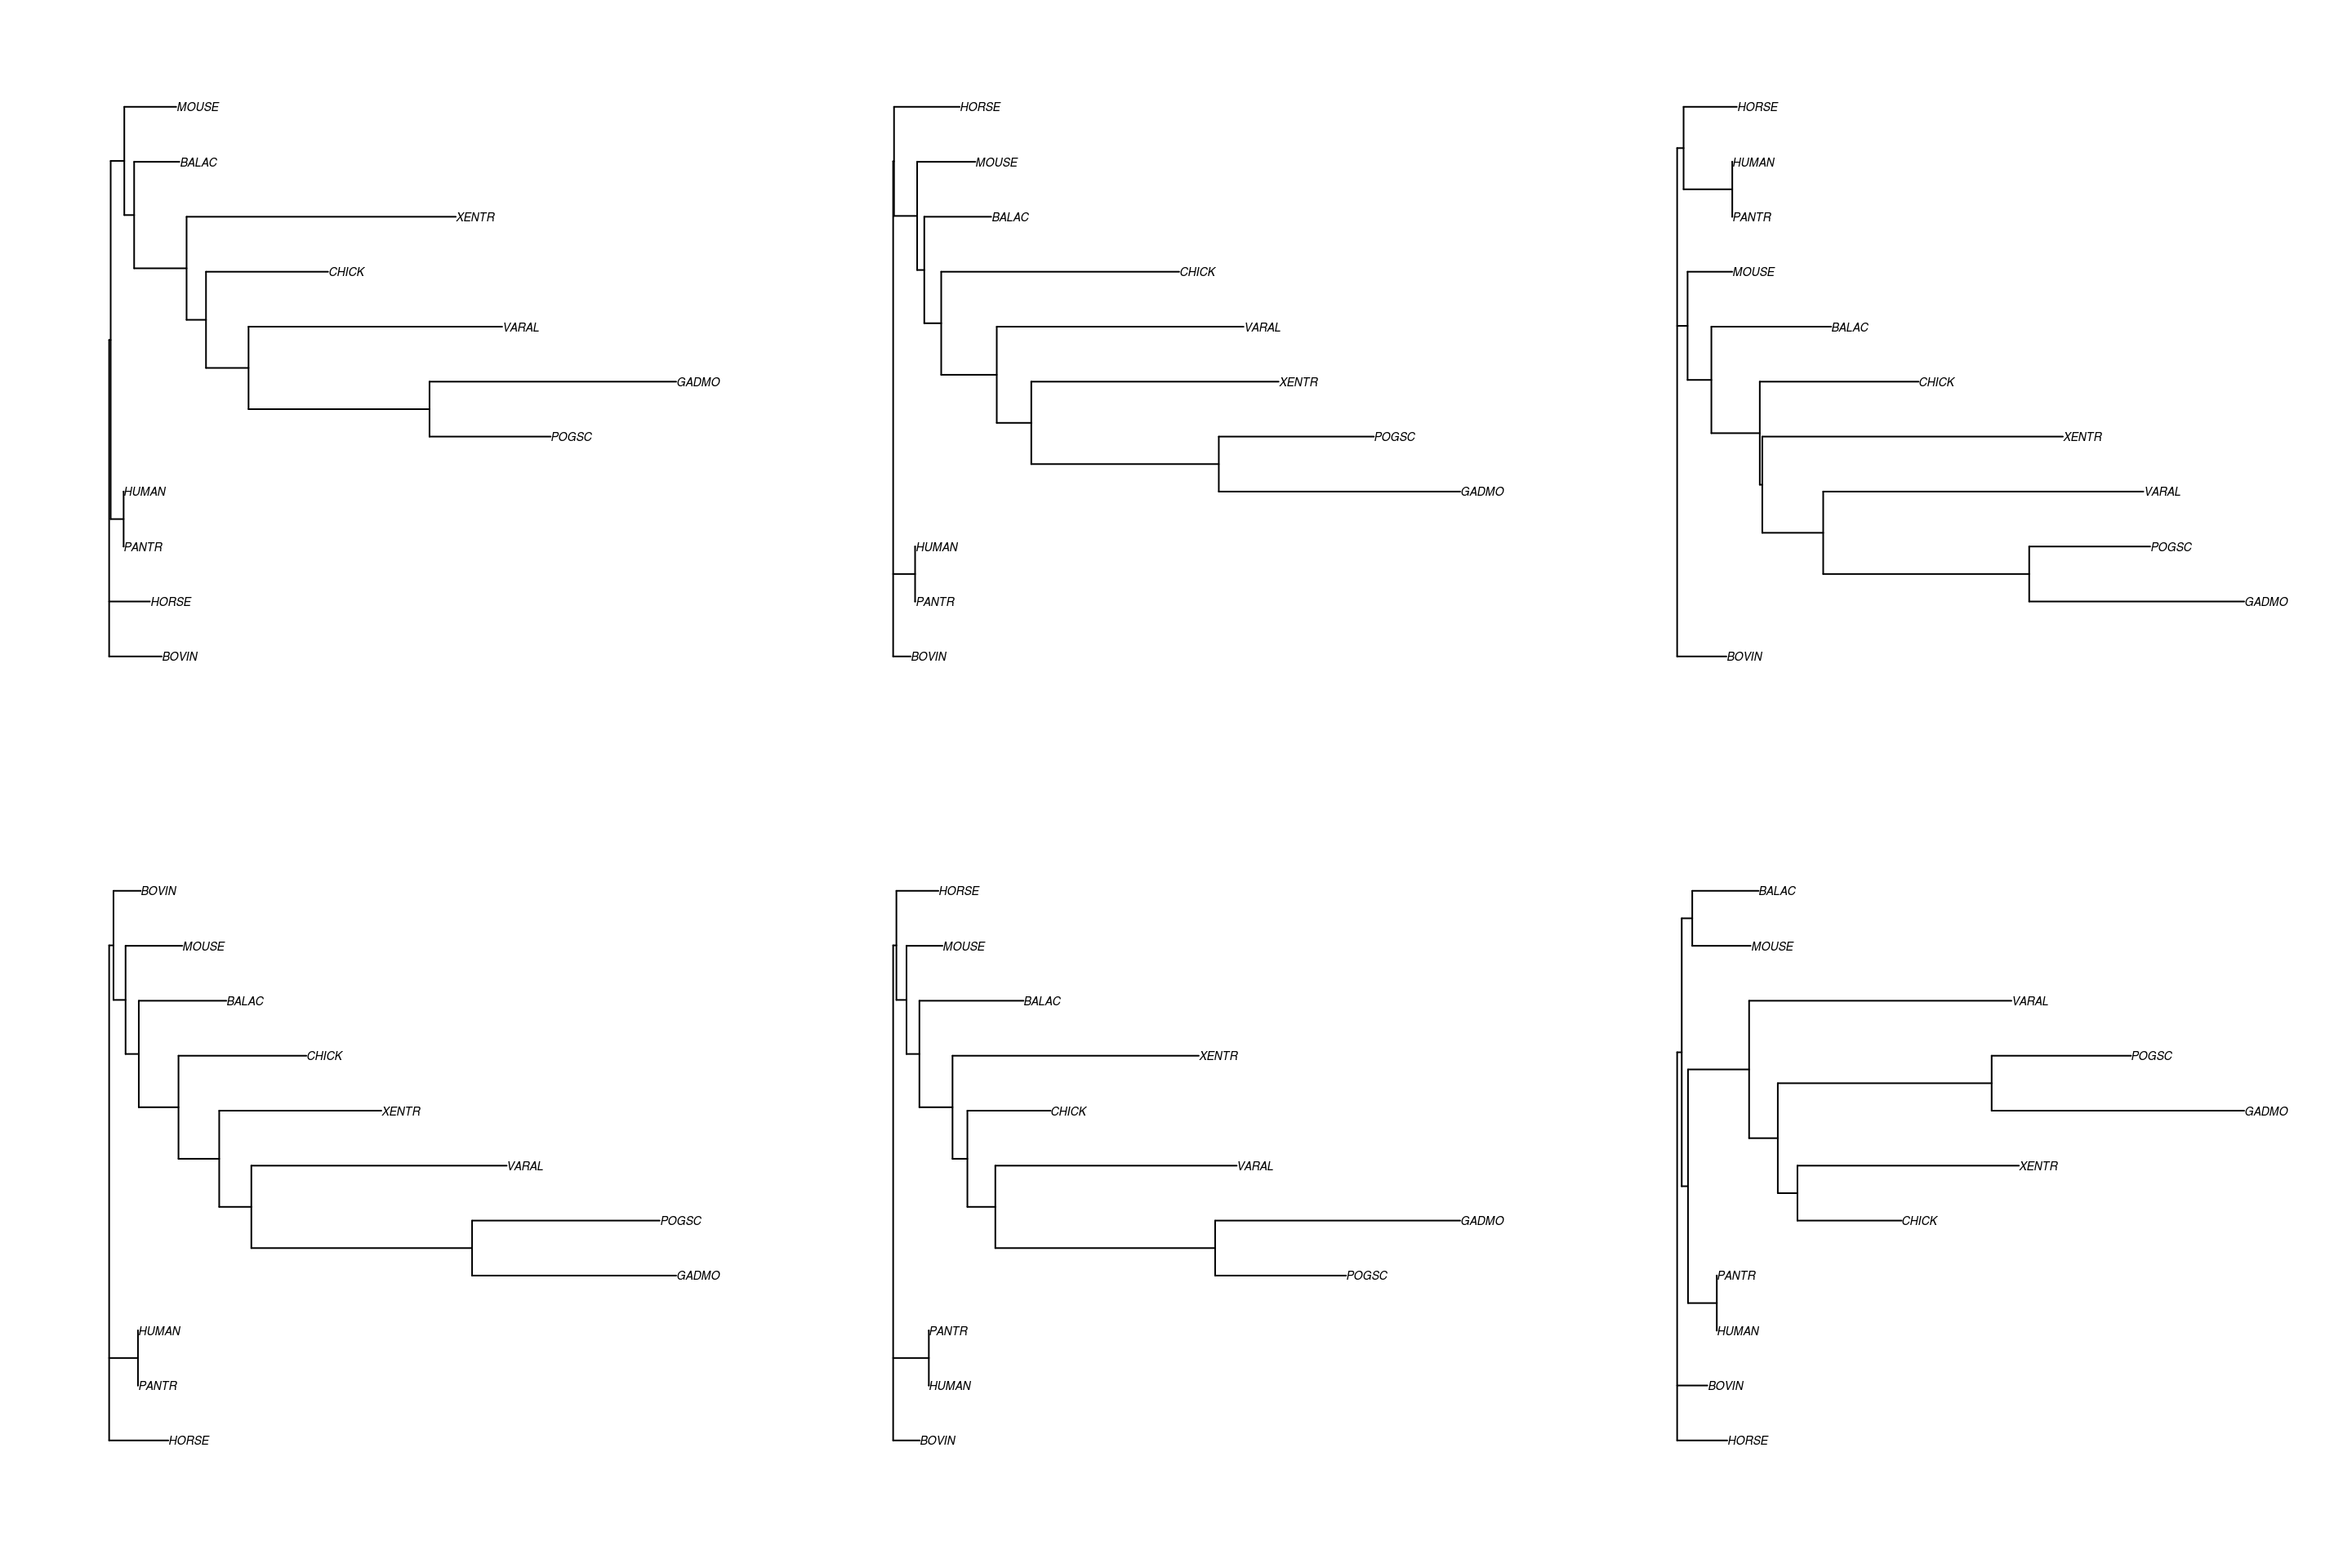 MOUSE
BALAC
XENTR
CHICK
VARAL
GADMO
POGSC
HUMAN
PANTR
HORSE
BOVIN
HORSE
MOUSE
BALAC
CHICK
VARAL
XENTR
POGSC
GADMO
HUMAN
PANTR
BOVIN
HORSE
HUMAN
PANTR
MOUSE
BALAC
CHICK
XENTR
VARAL
POGSC
GADMO
BOVIN
BOVIN
MOUSE
BALAC
CHICK
XENTR
VARAL
POGSC
GADMO
HUMAN
PANTR
HORSE
HORSE
MOUSE
BALAC
XENTR
CHICK
VARAL
GADMO
POGSC
PANTR
HUMAN
BOVIN
BALAC
MOUSE
VARAL
POGSC
GADMO
XENTR
CHICK
PANTR
HUMAN
BOVIN
HORSE